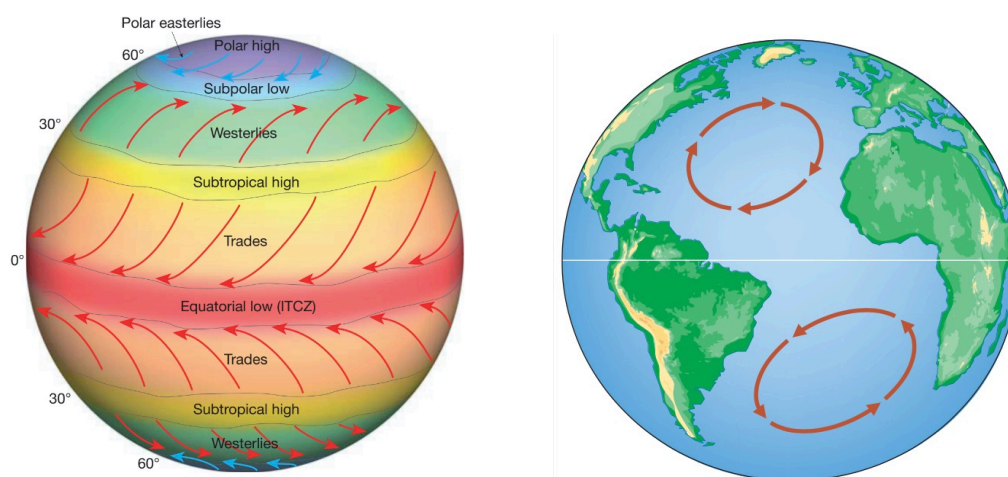 Polar easterlies
Polar high
60°
Subpolar low
30°
Westerlies
Subtropical high
Trades
0°
Equatorial low (ITCZ)
Trades
30°
Subtropical high
Westerlies
60°